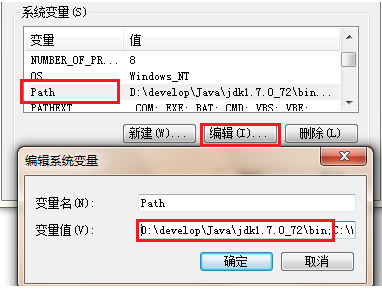 系统变量(S)
变量 值
NUMBER_OF_PR... 8
OS Windows_NT
Path D:\develop\Java\jdk1.7.0_72\bin...
PATHEXT .COM;.EXE;.BAT;.CMD;.VBS;.VBE;
新建(W)... 编辑(I)... 删除(L)
编辑系统变量
变量名(N): Path
变量值(V): D:\develop\Java\jdk1.7.0_72\bin;C:\
确定 取消